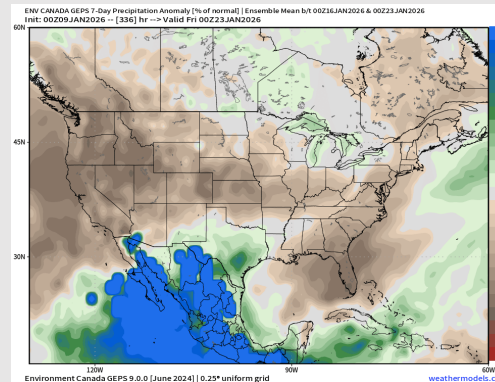 ENV CANADA GEPS 7-Day Precipitation Anomaly [% of normal] | Ensemble Mean b/t 00Z16JAN2026 & 00Z23JAN2026
Init: 00Z09JAN2026 -- [336] hr --> Valid Fri 00Z23JAN2026
60N
45N
30N
120W
90W
60W
Environment Canada GEPS 9.0.0 [June 2024] | 0.25° uniform grid
weathermodels.c